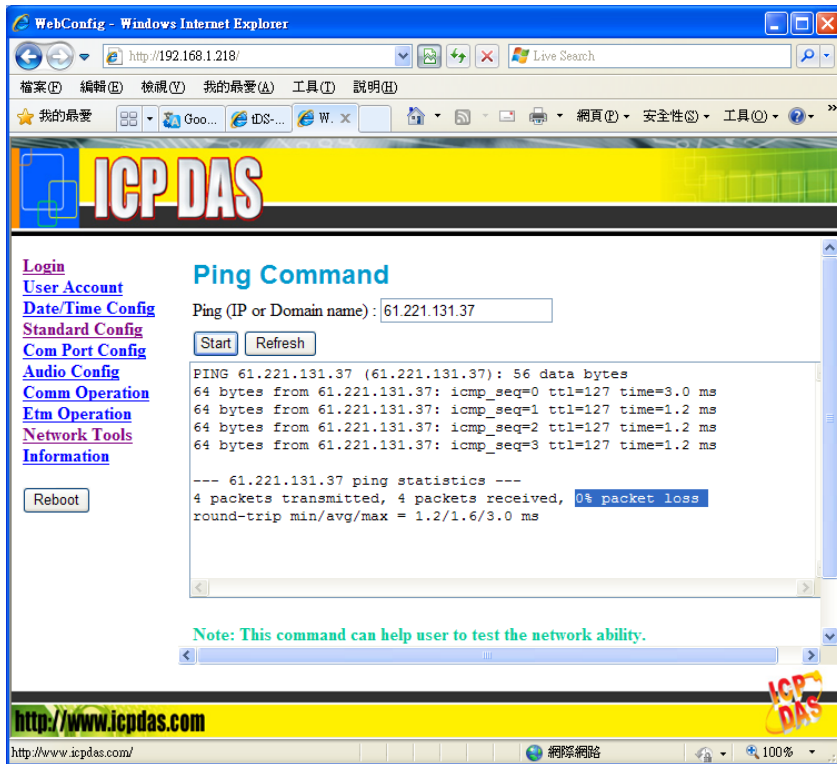 WebConfig - Windows Internet Explorer
http://192.168.1.218/
Live Search
檔案(F) 編輯(E) 檢視(V) 我的最愛(A) 工具(T) 說明(H)
我的最愛 Goo... tDS-... W. 網頁(P) 安全性(S) 工具(O) »
ICP DAS
Login
User Account
Date/Time Config
Standard Config
Com Port Config
Audio Config
Comm Operation
Etm Operation
Network Tools
Information
Reboot
Ping Command
Ping (IP or Domain name) : 61.221.131.37
Start Refresh
PING 61.221.131.37 (61.221.131.37): 56 data bytes
64 bytes from 61.221.131.37: icmp_seq=0 ttl=127 time=3.0 ms
64 bytes from 61.221.131.37: icmp_seq=1 ttl=127 time=1.2 ms
64 bytes from 61.221.131.37: icmp_seq=2 ttl=127 time=1.2 ms
64 bytes from 61.221.131.37: icmp_seq=3 ttl=127 time=1.2 ms
--- 61.221.131.37 ping statistics ---
4 packets transmitted, 4 packets received, 0% packet loss
round-trip min/avg/max = 1.2/1.6/3.0 ms
Note: This command can help user to test the network ability.
http://www.icpdas.com
ICP DAS
http://www.icpdas.com/ 網際網路 100%